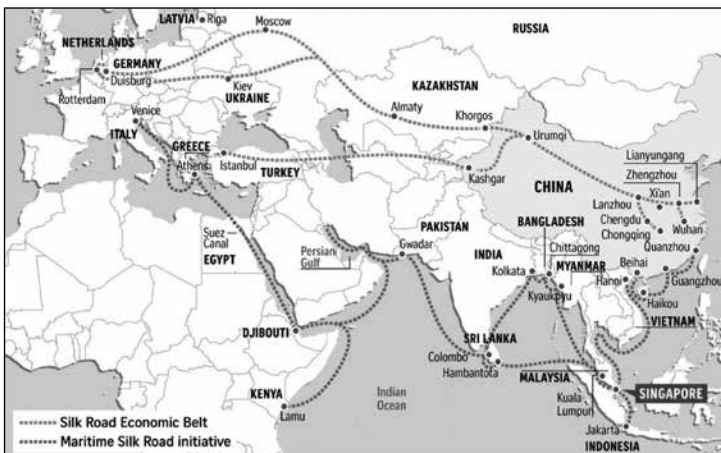 LATVIA
Riga
Moscow
RUSSIA
NETHERLANDS
GERMANY
Duisburg
Rotterdam
Kiev
UKRAINE
KAZAKHSTAN
Almaty
Khorgos
Urumqi
Venice
ITALY
GREECE
Athens
Istanbul
TURKEY
Kashgar
CHINA
Lianyungang
Zhengzhou
Xi'an
Lanzhou
Chengdu
Chongqing
Wuhan
Quanzhou
Suez
Canal
EGYPT
Persian
Gulf
PAKISTAN
Gwadar
INDIA
BANGLADESH
Chittagong
Kolkata
MYANMAR
Kyaukpyu
Beihai
Hanoi
Guangzhou
Haikou
VIETNAM
DJIBOUTI
SRI LANKA
Colombo
Hambantota
KENYA
Lamu
Indian
Ocean
MALAYSIA
Kuala
Lumpur
SINGAPORE
Jakarta
INDONESIA
Silk Road Economic Belt
Maritime Silk Road initiative